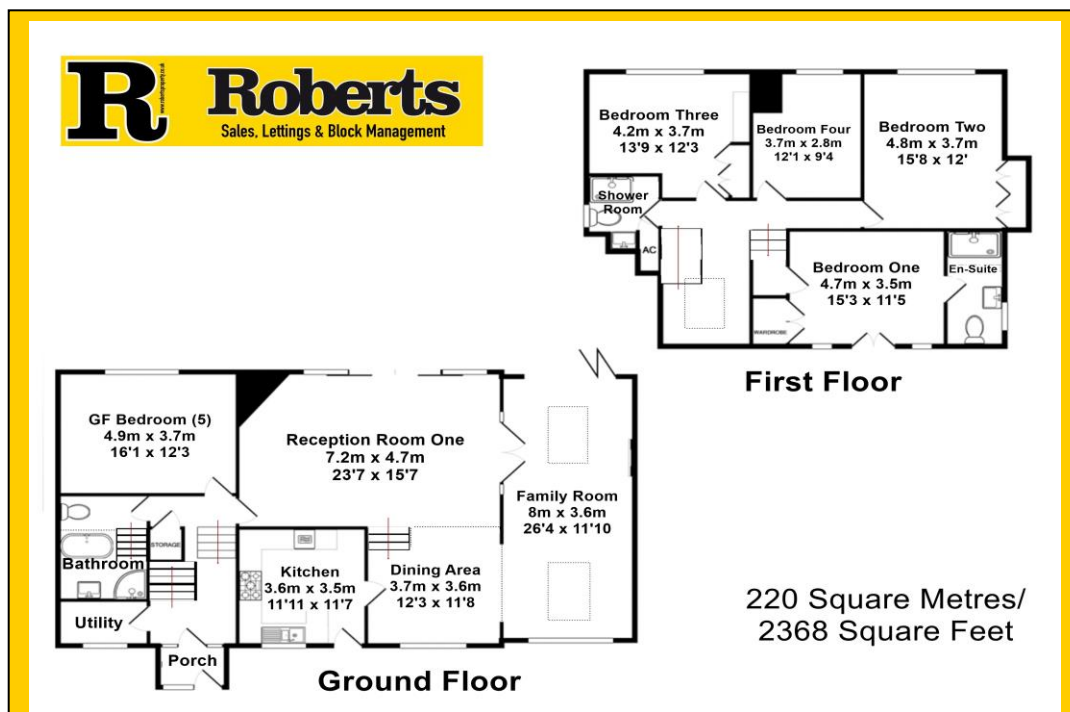 R
www.robertsproperty.co.uk
Roberts
Sales, Lettings & Block Management
Bedroom Three
4.2m x 3.7m
13'9 x 12'3
Bedroom Four
3.7m x 2.8m
12'1 x 9'4
Bedroom Two
4.8m x 3.7m
15'8 x 12'
Shower
Room
AC
Bedroom One
4.7m x 3.5m
15'3 x 11'5
En-Suite
WARDROBE
First Floor
GF Bedroom (5)
4.9m x 3.7m
16'1 x 12'3
Reception Room One
7.2m x 4.7m
23'7 x 15'7
Family Room
8m x 3.6m
26'4 x 11'10
STORAGE
Bathroom
Kitchen
3.6m x 3.5m
11'11 x 11'7
Dining Area
3.7m x 3.6m
12'3 x 11'8
Utility
Porch
Ground Floor
220 Square Metres/
2368 Square Feet